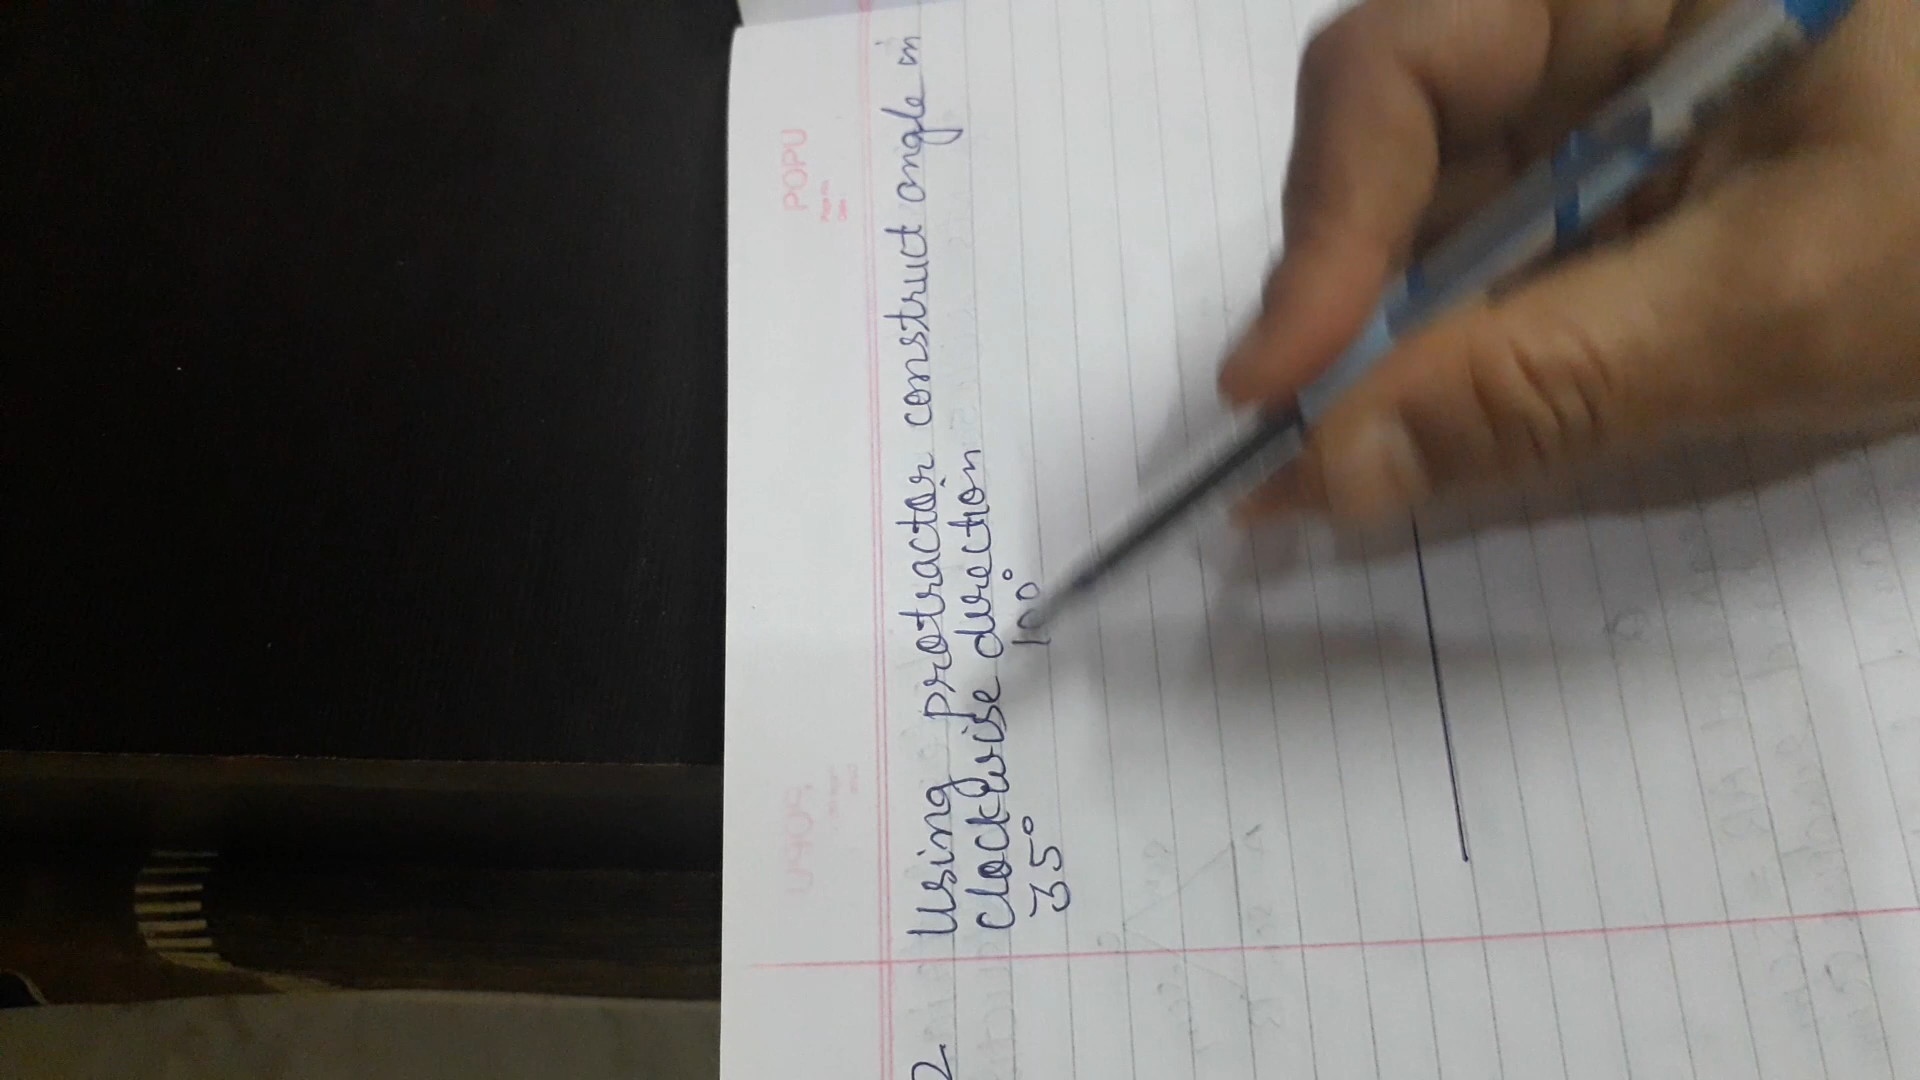 POPU
2 Using protractor construct angle in
clockwise direction
35° 100°